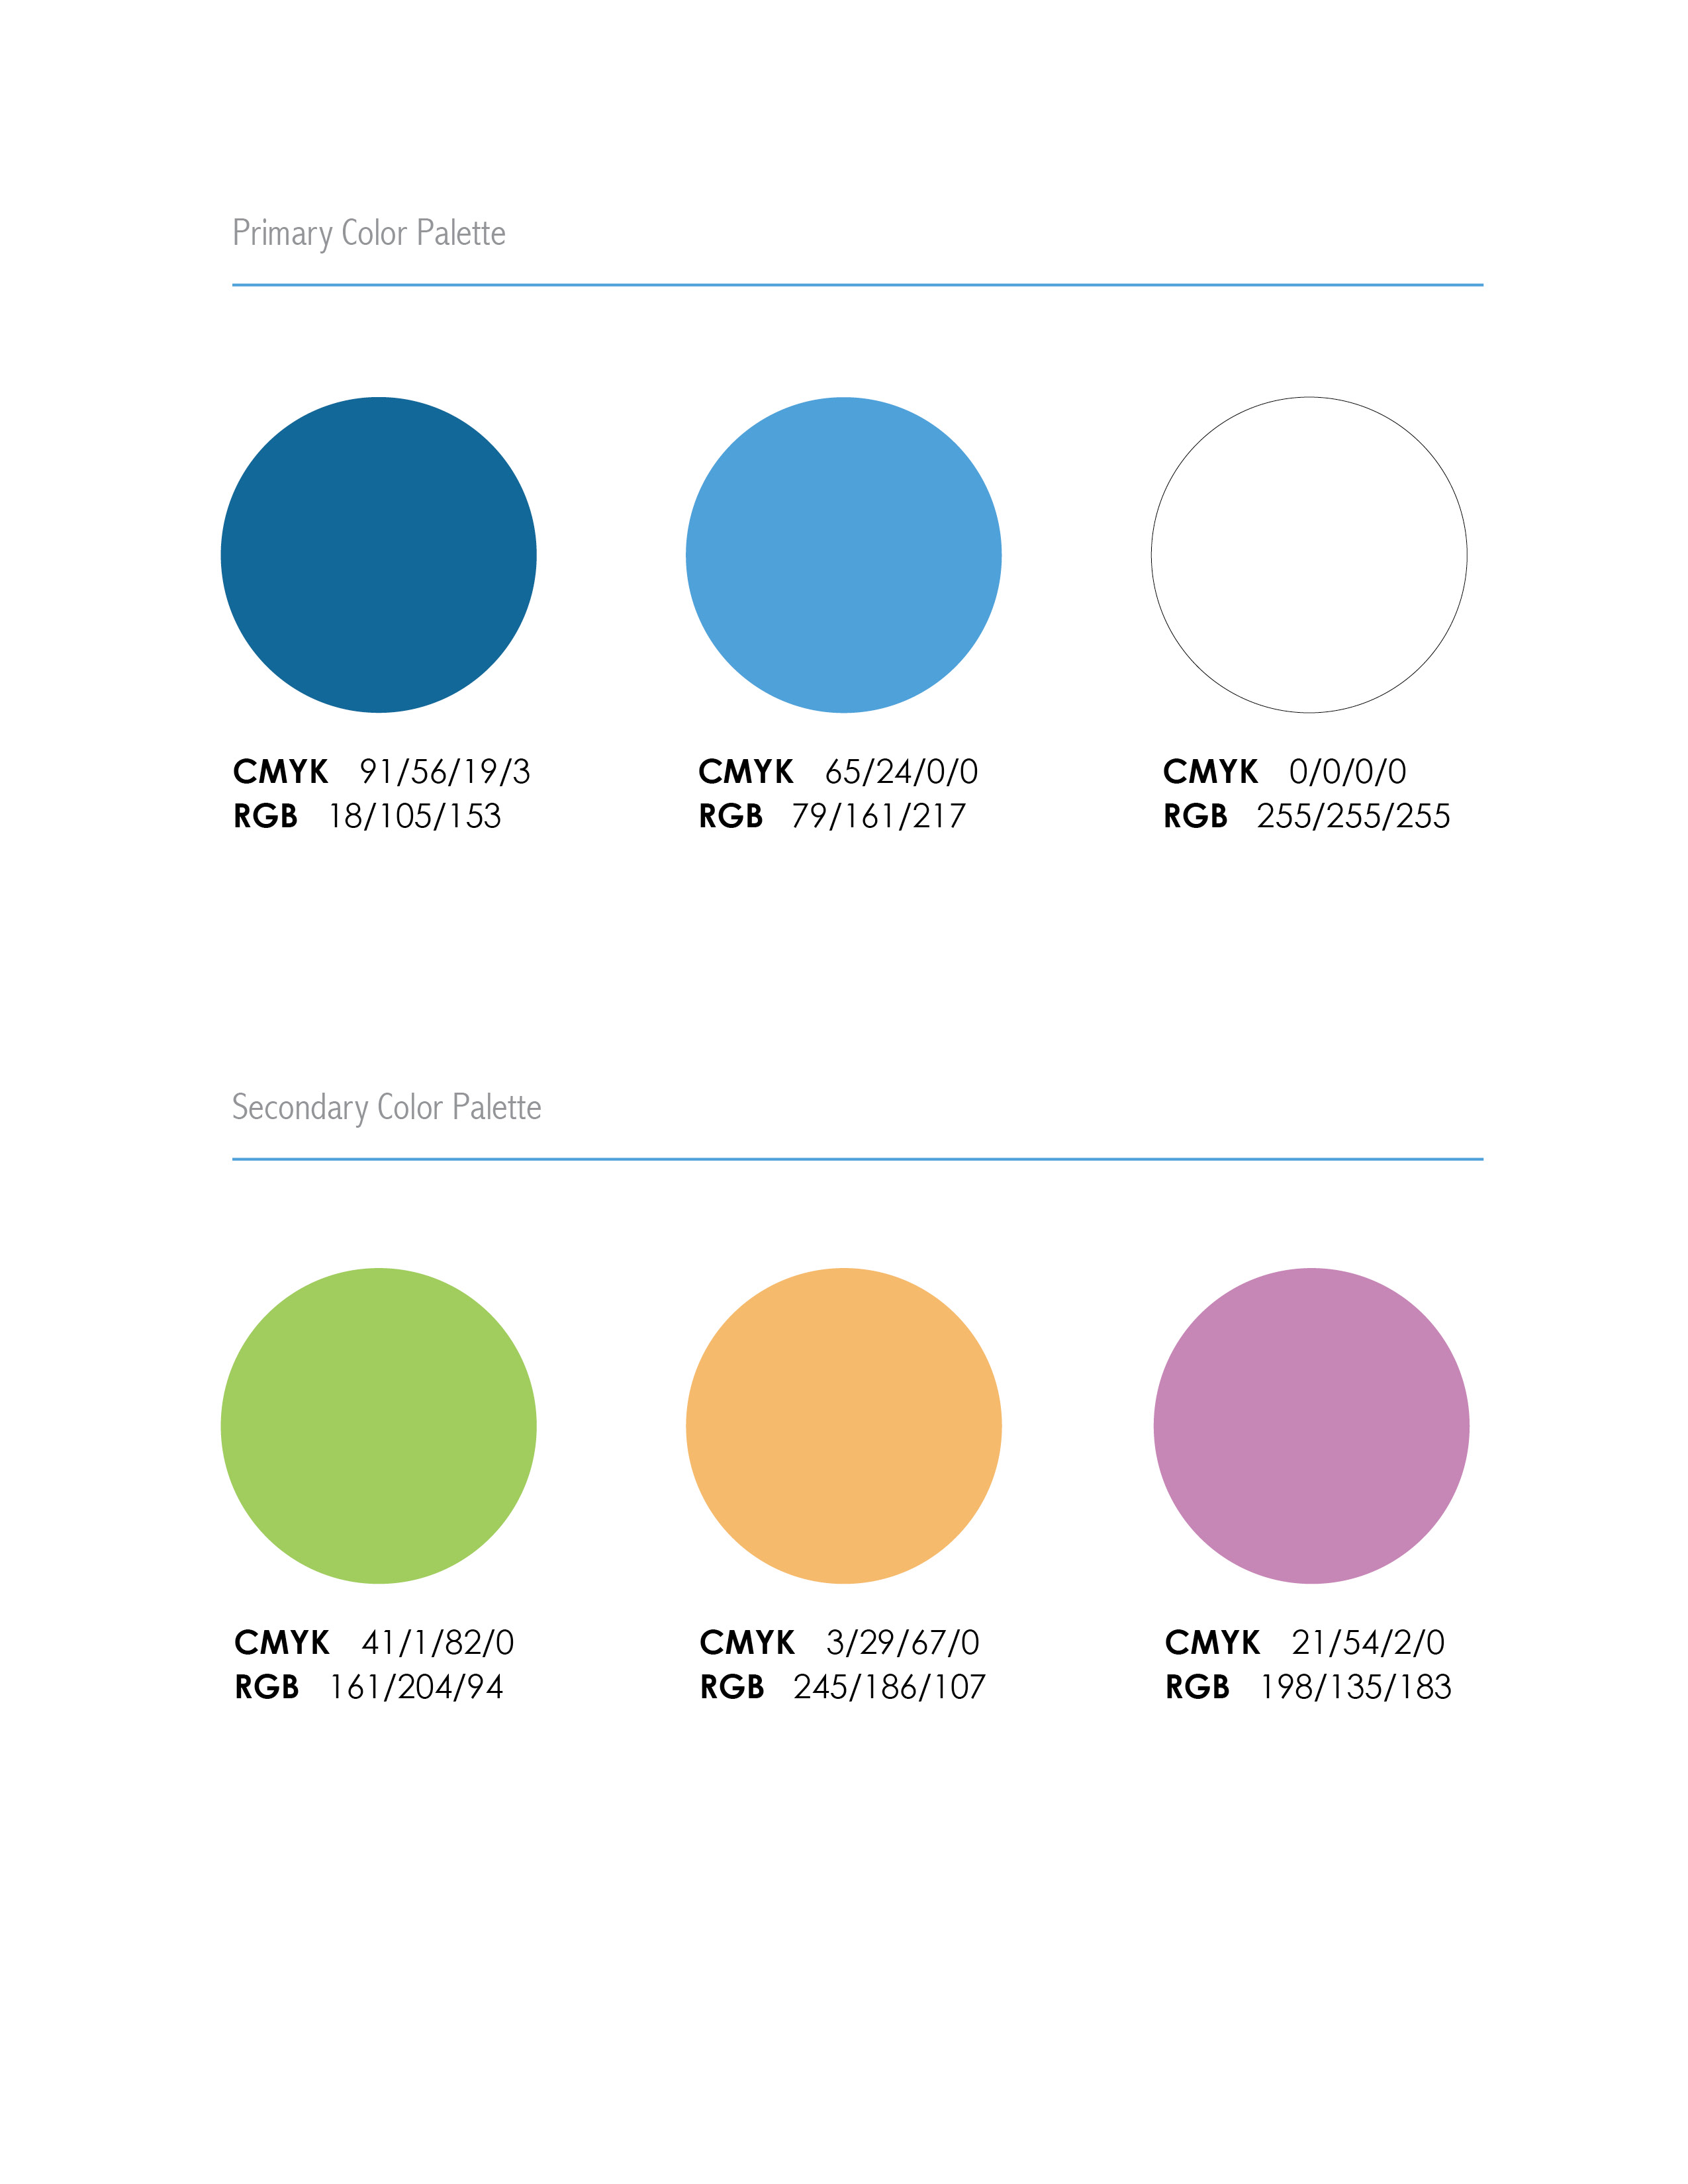 Primary Color Palette
CMYK 91/56/19/3
RGB 18/105/153
CMYK 65/24/0/0
RGB 79/161/217
CMYK 0/0/0/0
RGB 255/255/255
Secondary Color Palette
CMYK 41/1/82/0
RGB 161/204/94
CMYK 3/29/67/0
RGB 245/186/107
CMYK 21/54/2/0
RGB 198/135/183